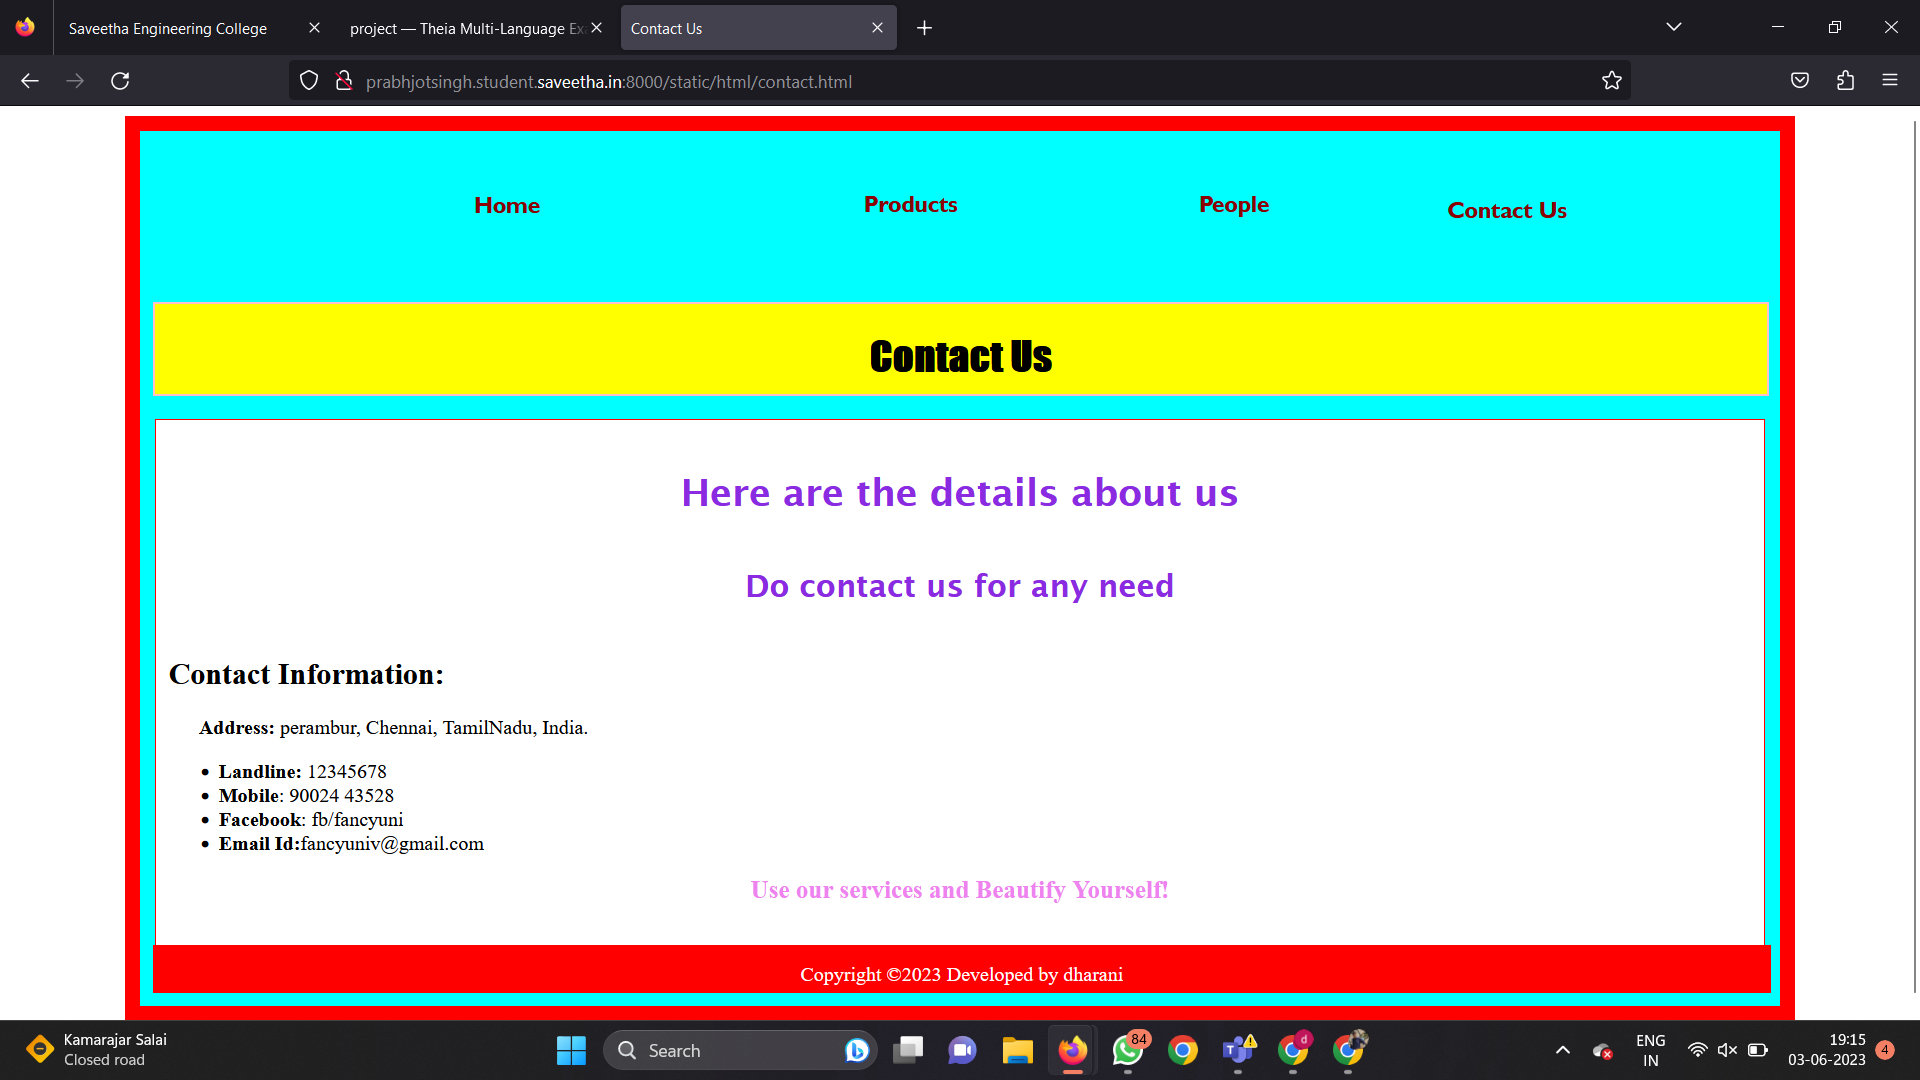 Saveetha Engineering College
project — Theia Multi-Language Ex
Contact Us
prabhjotsingh.student.saveetha.in:8000/static/html/contact.html
Home
Products
People
Contact Us
Contact Us
Here are the details about us
Do contact us for any need
Contact Information:
Address: perambur, Chennai, TamilNadu, India.
Landline: 12345678
Mobile: 90024 43528
Facebook: fb/fancyuni
Email Id:fancyuniv@gmail.com
Use our services and Beautify Yourself!
Copyright ©2023 Developed by dharani
Kamarajar Salai
Closed road
Search
84
T
d
ENG
IN
19:15
03-06-2023
4